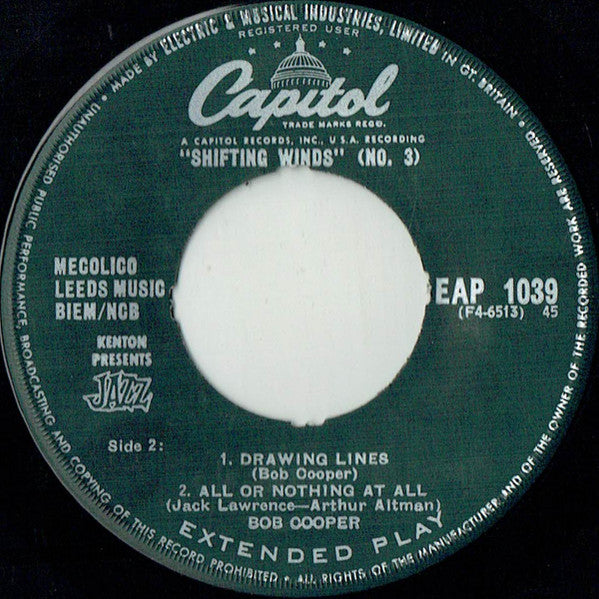 MADE BY ELECTRIC & MUSICAL INDUSTRIES, LIMITED IN GT. BRITAIN. • ALL RIGHTS OF THE MANUFACTURER AND OF THE OWNER OF THE RECORDED WORK ARE RESERVED • UNAUTHORISED PUBLIC PERFORMANCE, BROADCASTING AND COPYING OF THIS RECORD PROHIBITED •
REGISTERED USER
Capitol
TRADE MARKS REGD.
A CAPITOL RECORDS, INC., U.S.A. RECORDING
"SHIFTING WINDS" (NO. 3)
MECOLICO
LEEDS MUSIC
BIEM/NCB
EAP 1039
(F4-6513) 45
KENTON
PRESENTS
JAZZ
Side 2:
1. DRAWING LINES
(Bob Cooper)
2. ALL OR NOTHING AT ALL
(Jack Lawrence—Arthur Altman)
BOB COOPER
EXTENDED PLAY